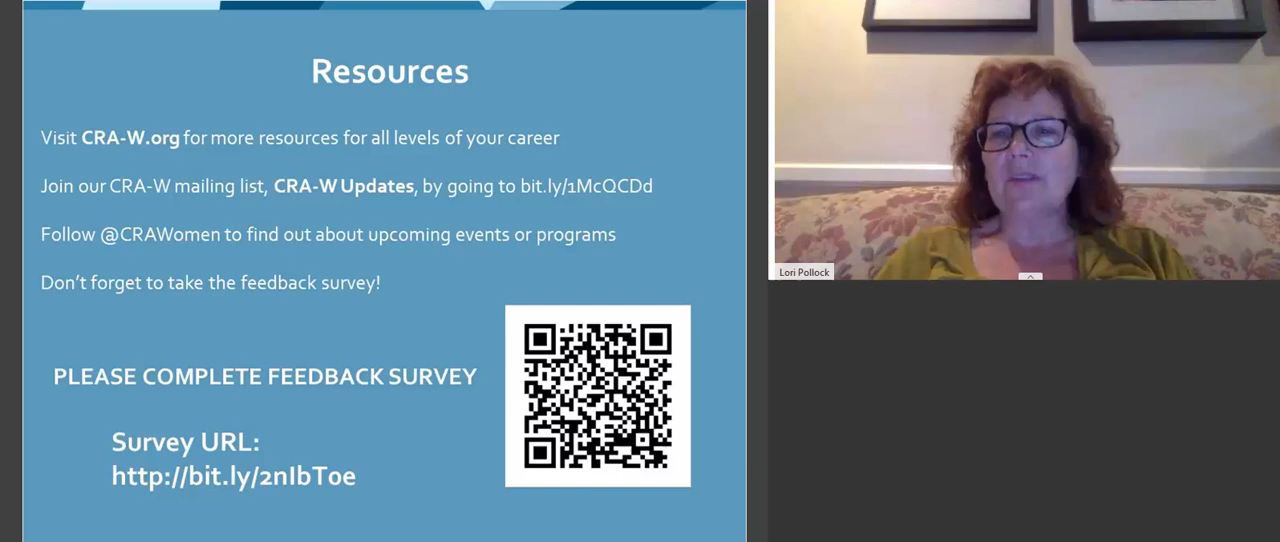 Resources
Visit CRA-W.org for more resources for all levels of your career
Join our CRA-W mailing list, CRA-W Updates, by going to bit.ly/1McQCDd
Follow @CRAWomen to find out about upcoming events or programs
Don't forget to take the feedback survey!
PLEASE COMPLETE FEEDBACK SURVEY
Survey URL:
http://bit.ly/2nIbToe
Lori Pollock